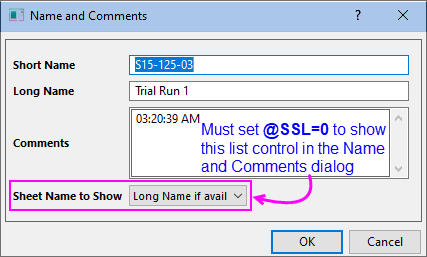 Name and Comments
Short Name S15-125-03
Long Name Trial Run 1
Comments 03:20:39 AM
Must set @SSL=0 to show
this list control in the Name
and Comments dialog
Sheet Name to Show Long Name if avail
OK Cancel